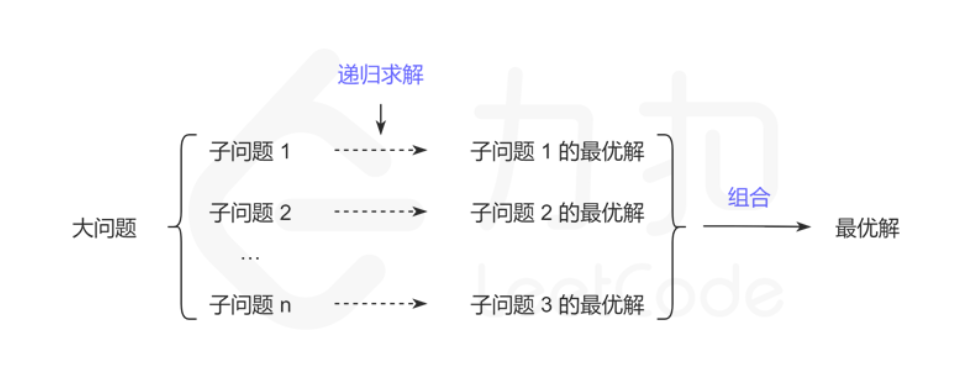 递归求解
子问题 1
子问题 1 的最优解
组合
子问题 2
子问题 2 的最优解
大问题
最优解
...
子问题 n
子问题 3 的最优解
力扣
LeetCode